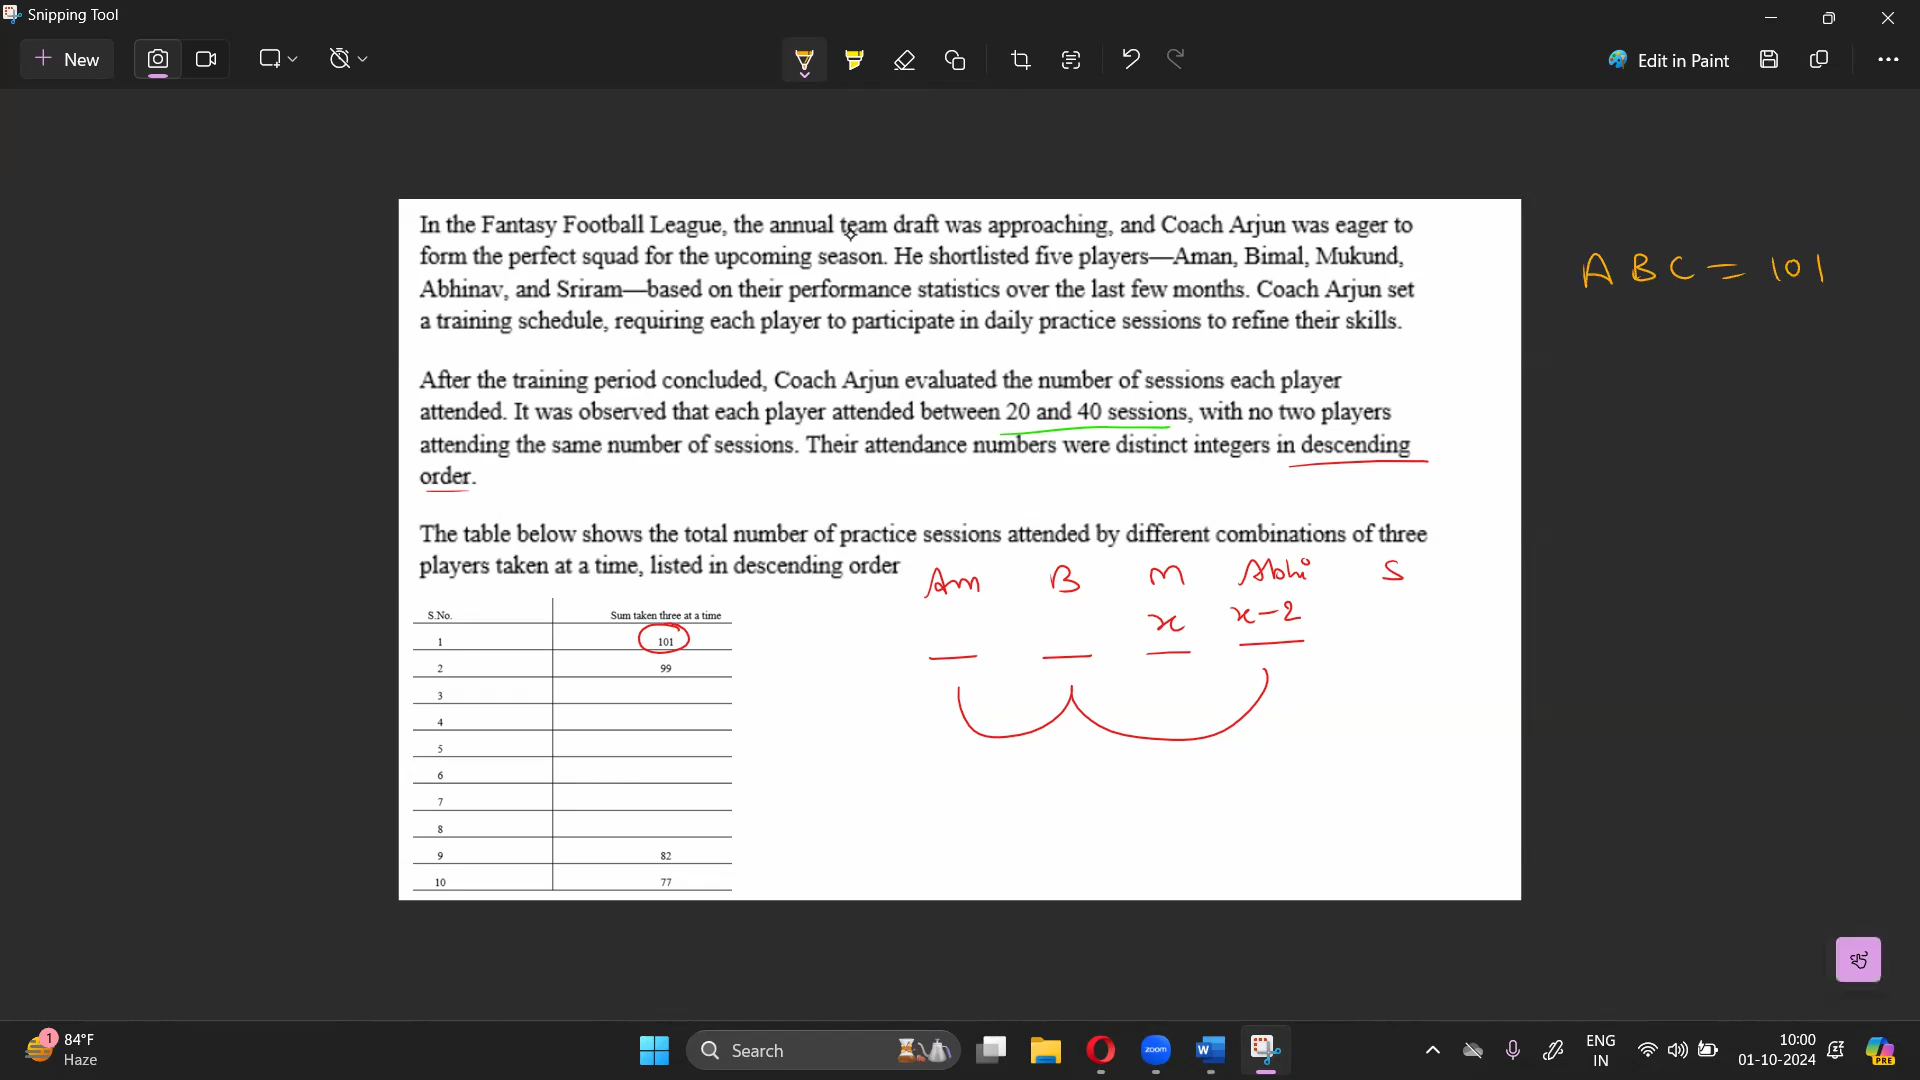 Snipping Tool
New
Edit in Paint
In the Fantasy Football League, the annual team draft was approaching, and Coach Arjun was eager to
form the perfect squad for the upcoming season. He shortlisted five players—Aman, Bimal, Mukund,
Abhinav, and Sriram—based on their performance statistics over the last few months. Coach Arjun set
a training schedule, requiring each player to participate in daily practice sessions to refine their skills.
A B C = 101
After the training period concluded, Coach Arjun evaluated the number of sessions each player
attended. It was observed that each player attended between 20 and 40 sessions, with no two players
attending the same number of sessions. Their attendance numbers were distinct integers in descending
order.
The table below shows the total number of practice sessions attended by different combinations of three
players taken at a time, listed in descending order
Am B M Abhi S
x x-2
S.No. Sum taken three at a time
1 101
2 99
3
4
5
6
7
8
9 82
10 77
1 84°F
Haze
Search
zoom
W
ENG
IN
10:00
01-10-2024
PRE